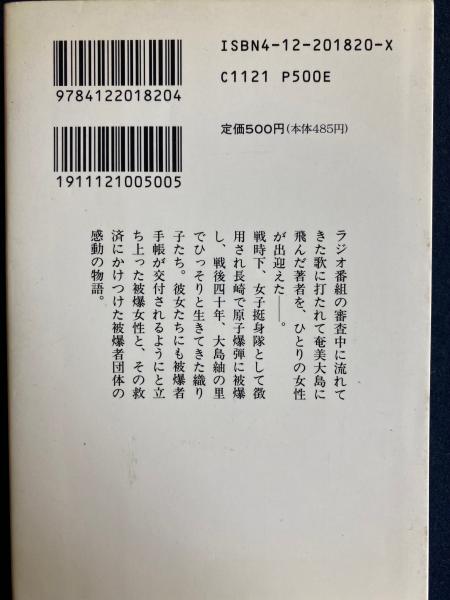 ISBN4-12-201820-X
C1121 P500E
9784122018204
定価500円(本体485円)
1911121005005
ラジオ番組の審査中に流れて
きた歌に打たれて奄美大島に
飛んだ著者を、ひとりの女性
が出迎えた――。
戦時下、女子挺身隊として徴
用され長崎で原子爆弾に被爆
し、戦後四十年、大島紬の里
でひっそりと生きてきた織り
子たち。彼女たちにも被爆者
手帳が交付されるようにと立
ち上った被爆女性と、その救
済にかけつけた被爆者団体の
感動の物語。